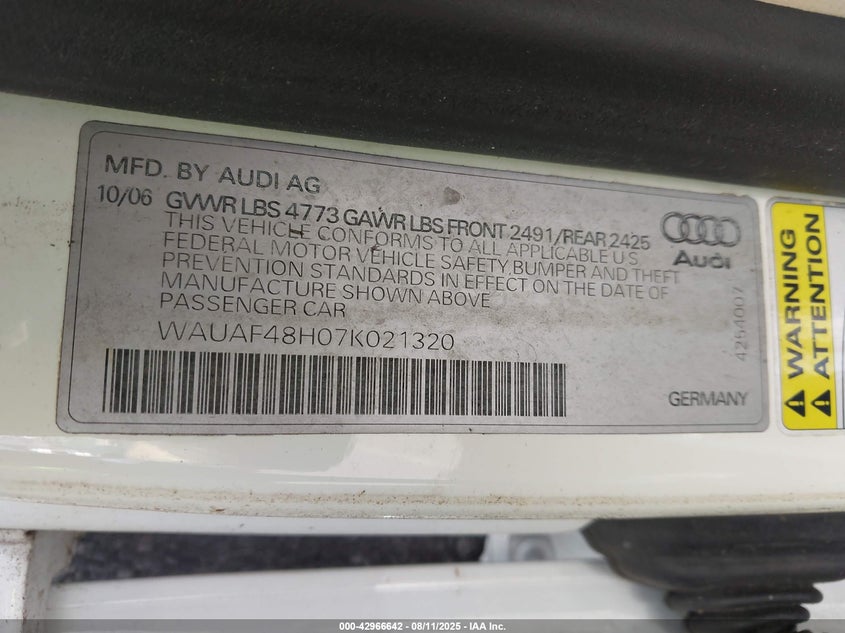 MFD. BY AUDI AG
10/06 GVWR LBS 4773 GAWR LBS FRONT 2491/REAR 2425
THIS VEHICLE CONFORMS TO ALL APPLICABLE U.S.
FEDERAL MOTOR VEHICLE SAFETY, BUMPER AND THEFT
PREVENTION STANDARDS IN EFFECT ON THE DATE OF
MANUFACTURE SHOWN ABOVE
PASSENGER CAR
WAUAF48H07K021320
Audi
4254007
GERMANY
WARNING
ATTENTION
000-42966642 - 08/11/2025 - IAA Inc.